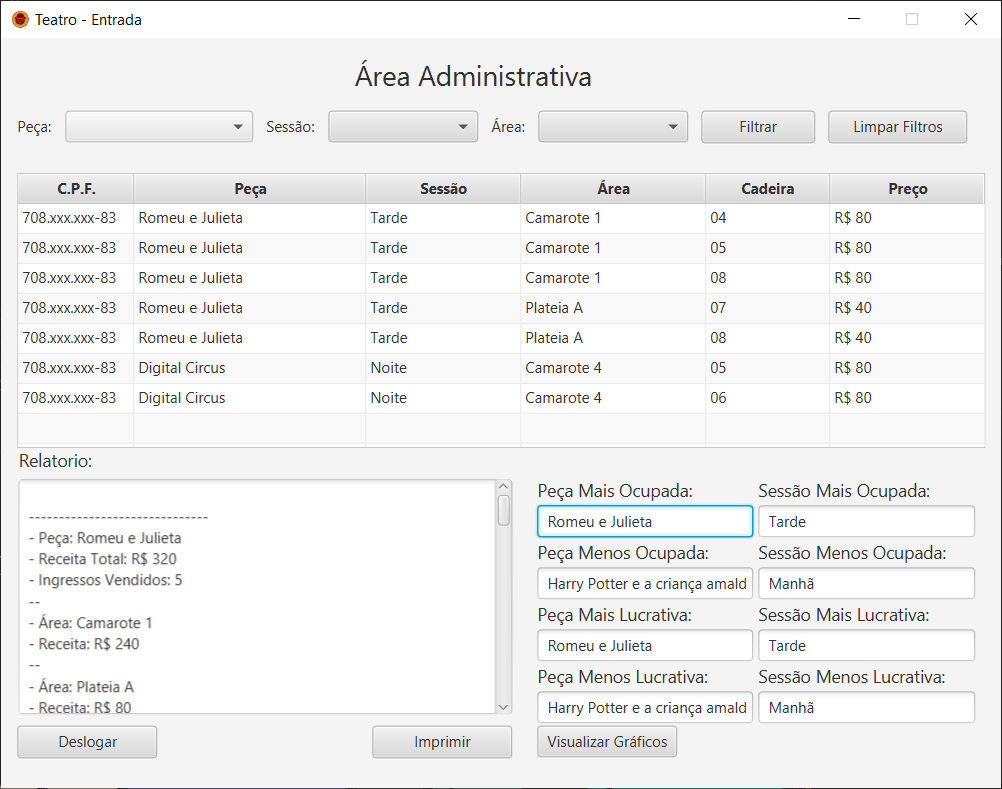 Teatro - Entrada
Área Administrativa
Peça: Sessão: Área: Filtrar Limpar Filtros
C.P.F. Peça Sessão Área Cadeira Preço
708.xxx.xxx-83 Romeu e Julieta Tarde Camarote 1 04 R$ 80
708.xxx.xxx-83 Romeu e Julieta Tarde Camarote 1 05 R$ 80
708.xxx.xxx-83 Romeu e Julieta Tarde Camarote 1 08 R$ 80
708.xxx.xxx-83 Romeu e Julieta Tarde Plateia A 07 R$ 40
708.xxx.xxx-83 Romeu e Julieta Tarde Plateia A 08 R$ 40
708.xxx.xxx-83 Digital Circus Noite Camarote 4 05 R$ 80
708.xxx.xxx-83 Digital Circus Noite Camarote 4 06 R$ 80
Relatorio:
------------------------------
- Peça: Romeu e Julieta
- Receita Total: R$ 320
- Ingressos Vendidos: 5
--
- Área: Camarote 1
- Receita: R$ 240
--
- Área: Plateia A
- Receita: R$ 80
Peça Mais Ocupada: Sessão Mais Ocupada:
Romeu e Julieta Tarde
Peça Menos Ocupada: Sessão Menos Ocupada:
Harry Potter e a criança amald Manhã
Peça Mais Lucrativa: Sessão Mais Lucrativa:
Romeu e Julieta Tarde
Peça Menos Lucrativa: Sessão Menos Lucrativa:
Harry Potter e a criança amald Manhã
Deslogar Imprimir Visualizar Gráficos